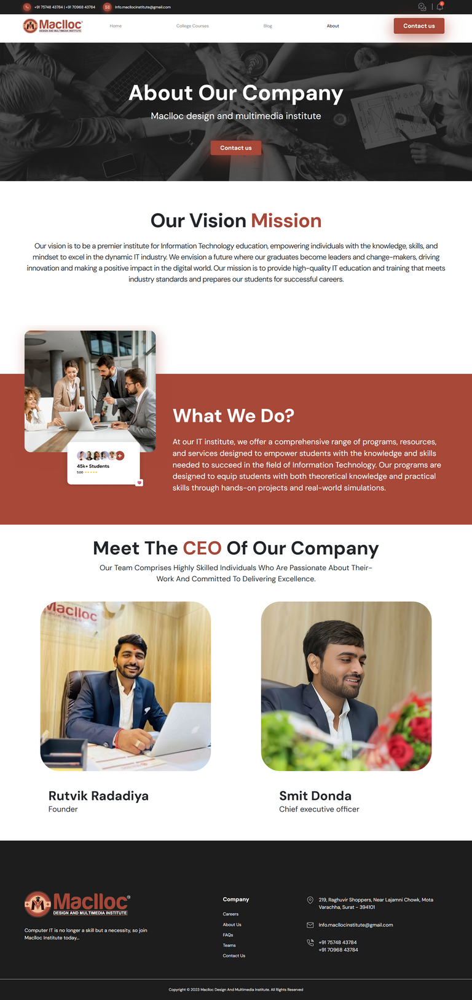 +91 75748 43784 | +91 70968 43784
Info.macllocinstitute@gmail.com
Maclloc
DESIGN AND MULTIMEDIA INSTITUTE
Home
College Courses
Blog
About
Contact us
About Our Company
Maclloc design and multimedia institute
Contact us
Our Vision Mission
Our vision is to be a premier institute for Information Technology education, empowering individuals with the knowledge, skills, and
mindset to excel in the dynamic IT industry. We envision a future where our graduates become leaders and change-makers, driving
innovation and making a positive impact in the digital world. Our mission is to provide high-quality IT education and training that meets
industry standards and prepares our students for successful careers.
45k+ Students
5.00
What We Do?
At our IT institute, we offer a comprehensive range of programs, resources,
and services designed to empower students with the knowledge and skills
needed to succeed in the field of Information Technology. Our programs are
designed to equip students with both theoretical knowledge and practical
skills through hands-on projects and real-world simulations.
Meet The CEO Of Our Company
Our Team Comprises Highly Skilled Individuals Who Are Passionate About Their-
Work And Committed To Delivering Excellence.
Maclloc
Rutvik Radadiya
Founder
Smit Donda
Chief executive officer
Maclloc
DESIGN AND MULTIMEDIA INSTITUTE
Computer IT is no longer a skill but a necessity, so join
Maclloc Institute today...
Company
Careers
About Us
FAQs
Teams
Contact Us
219, Raghuvir Shoppers, Near Lajamni Chowk, Mota
Varachha, Surat - 394101
Info.macllocinstitute@gmail.com
+91 75748 43784
+91 70968 43784
Copyright © 2023 Maclloc Design And Multimedia Institute. All Rights Reserved